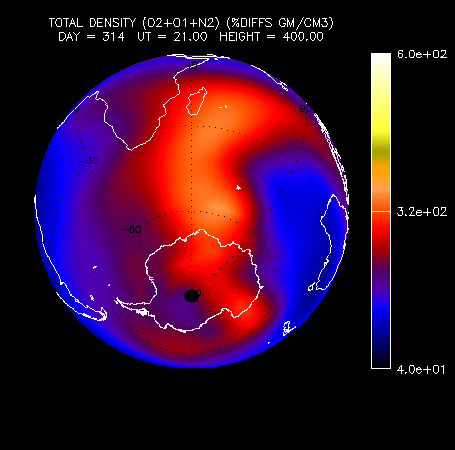 TOTAL DENSITY (O2+O1+N2) (%DIFFS GM/CM3)
DAY = 314 UT = 21.00 HEIGHT = 400.00
6.0e+02
-30
3.2e+02
-60
0
4.0e+01